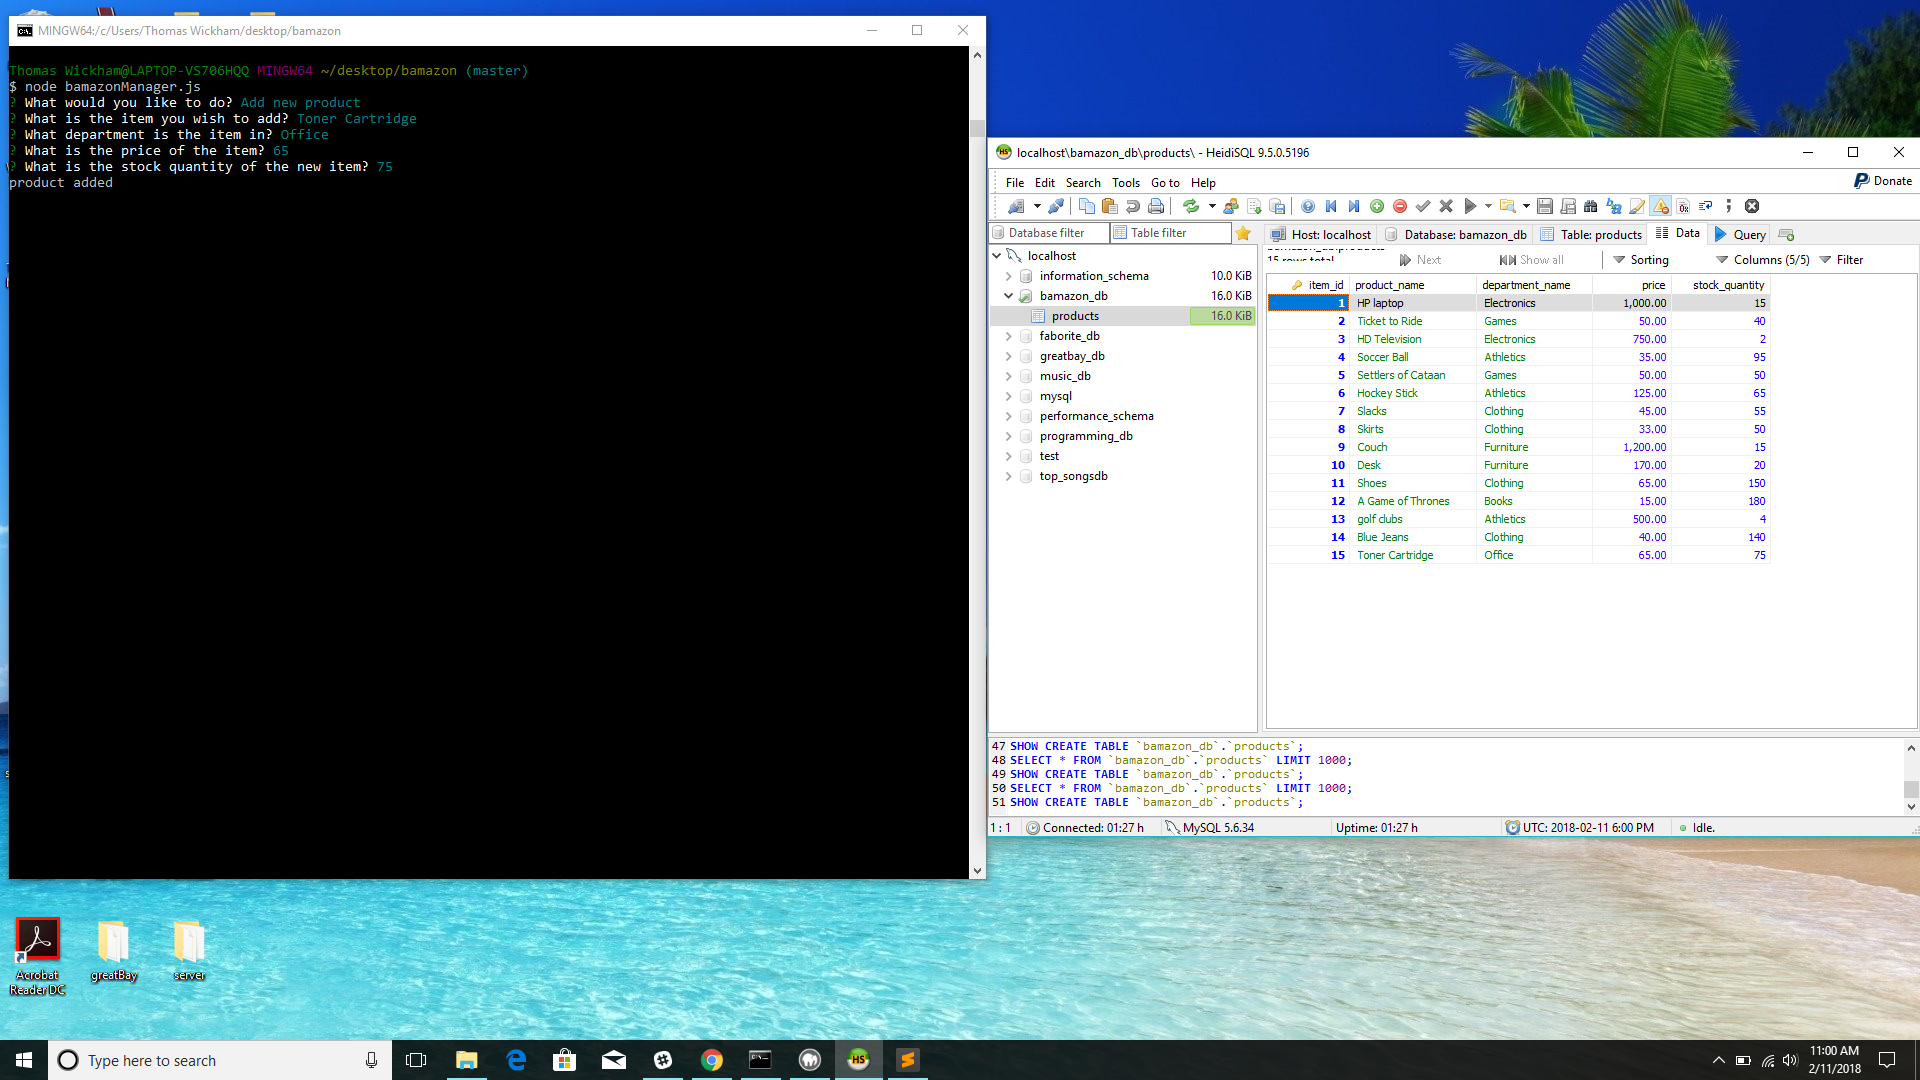 MINGW64:/c/Users/Thomas Wickham/desktop/bamazon
Thomas Wickham@LAPTOP-VS706HQQ MINGW64 ~/desktop/bamazon (master)
$ node bamazonManager.js
? What would you like to do? Add new product
? What is the item you wish to add? Toner Cartridge
? What department is the item in? Office
? What is the price of the item? 65
? What is the stock quantity of the new item? 75
product added
localhost\bamazon_db\products\ - HeidiSQL 9.5.0.5196
File Edit Search Tools Go to Help
Donate
Database filter Table filter
Host: localhost Database: bamazon_db Table: products Data Query
15 rows total Next Show all Sorting Columns (5/5) Filter
localhost
information_schema 10.0 KiB
bamazon_db 16.0 KiB
products 16.0 KiB
faborite_db
greatbay_db
music_db
mysql
performance_schema
programming_db
test
top_songsdb
item_id product_name department_name price stock_quantity
1 HP laptop Electronics 1,000.00 15
2 Ticket to Ride Games 50.00 40
3 HD Television Electronics 750.00 2
4 Soccer Ball Athletics 35.00 95
5 Settlers of Cataan Games 50.00 50
6 Hockey Stick Athletics 125.00 65
7 Slacks Clothing 45.00 55
8 Skirts Clothing 33.00 50
9 Couch Furniture 1,200.00 15
10 Desk Furniture 170.00 20
11 Shoes Clothing 65.00 150
12 A Game of Thrones Books 15.00 180
13 golf clubs Athletics 500.00 4
14 Blue Jeans Clothing 40.00 140
15 Toner Cartridge Office 65.00 75
47 SHOW CREATE TABLE `bamazon_db`.`products`;
48 SELECT * FROM `bamazon_db`.`products` LIMIT 1000;
49 SHOW CREATE TABLE `bamazon_db`.`products`;
50 SELECT * FROM `bamazon_db`.`products` LIMIT 1000;
51 SHOW CREATE TABLE `bamazon_db`.`products`;
1 : 1 Connected: 01:27 h MySQL 5.6.34 Uptime: 01:27 h UTC: 2018-02-11 6:00 PM Idle.
Acrobat
Reader DC
greatBay
server
Type here to search
HS
11:00 AM
2/11/2018